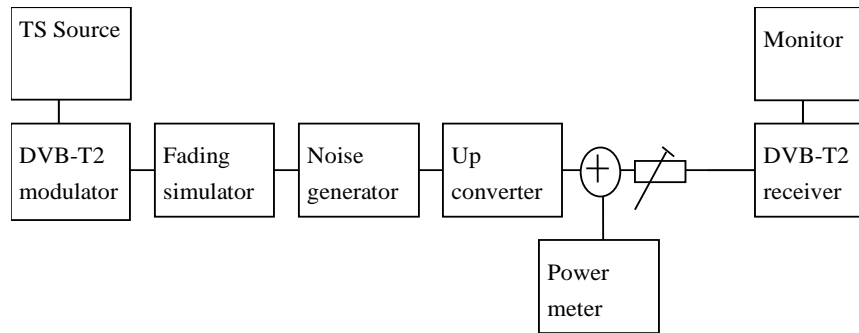 TS Source
Monitor
DVB-T2
modulator
Fading
simulator
Noise
generator
Up
converter
DVB-T2
receiver
Power
meter